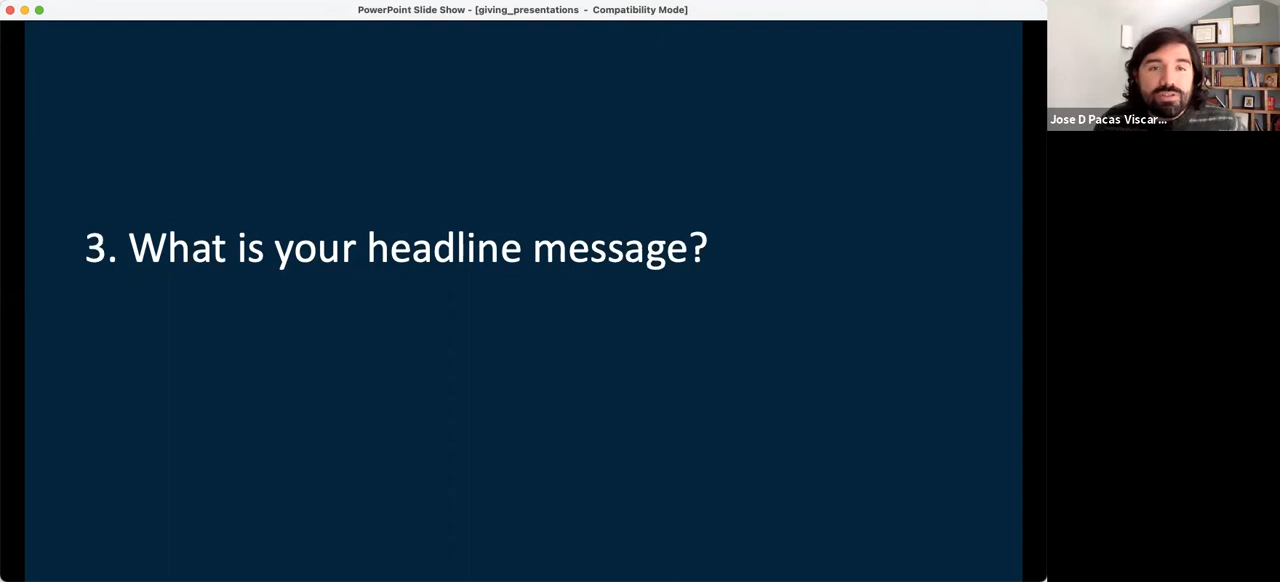 PowerPoint Slide Show - [giving_presentations - Compatibility Mode]
3. What is your headline message?
Jose D Pacas Viscar...